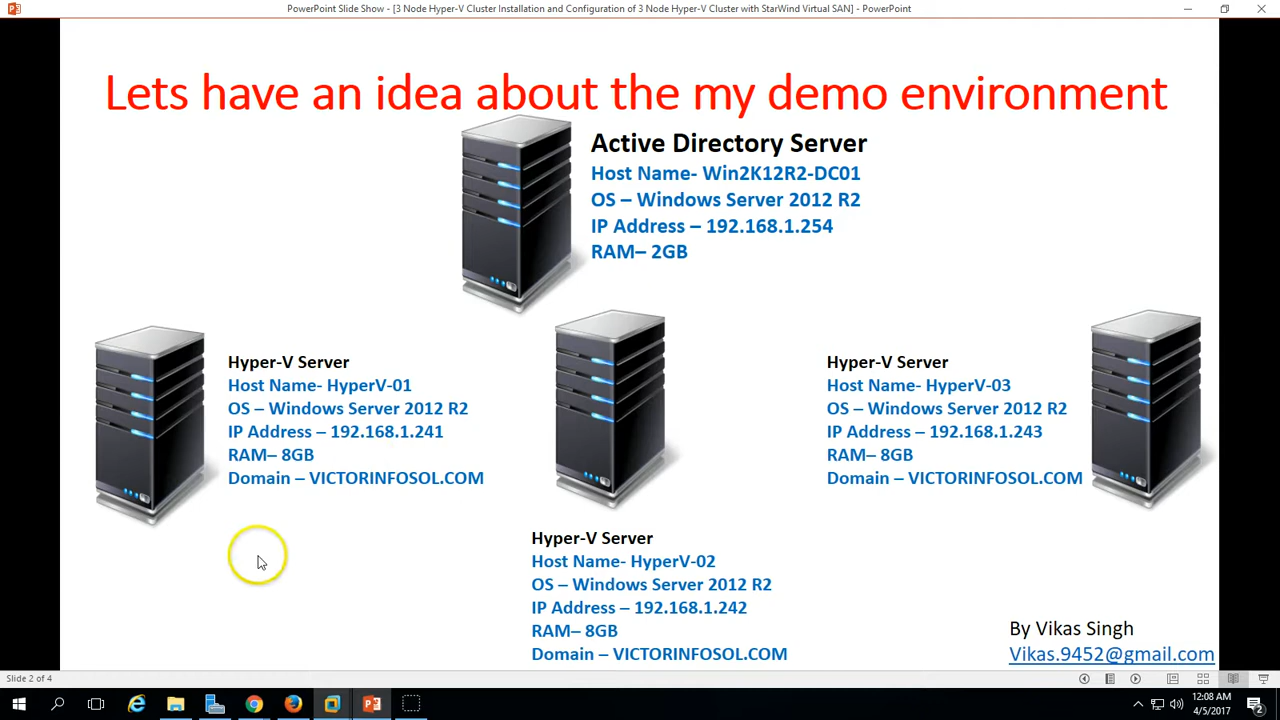 PowerPoint Slide Show - [3 Node Hyper-V Cluster Installation and Configuration of 3 Node Hyper-V Cluster with StarWind Virtual SAN] - PowerPoint
Lets have an idea about the my demo environment
Active Directory Server
Host Name- Win2K12R2-DC01
OS – Windows Server 2012 R2
IP Address – 192.168.1.254
RAM– 2GB
Hyper-V Server
Host Name- HyperV-01
OS – Windows Server 2012 R2
IP Address – 192.168.1.241
RAM– 8GB
Domain – VICTORINFOSOL.COM
Hyper-V Server
Host Name- HyperV-03
OS – Windows Server 2012 R2
IP Address – 192.168.1.243
RAM– 8GB
Domain – VICTORINFOSOL.COM
Hyper-V Server
Host Name- HyperV-02
OS – Windows Server 2012 R2
IP Address – 192.168.1.242
RAM– 8GB
Domain – VICTORINFOSOL.COM
By Vikas Singh
Vikas.9452@gmail.com
Slide 2 of 4
12:08 AM
4/5/2017
2